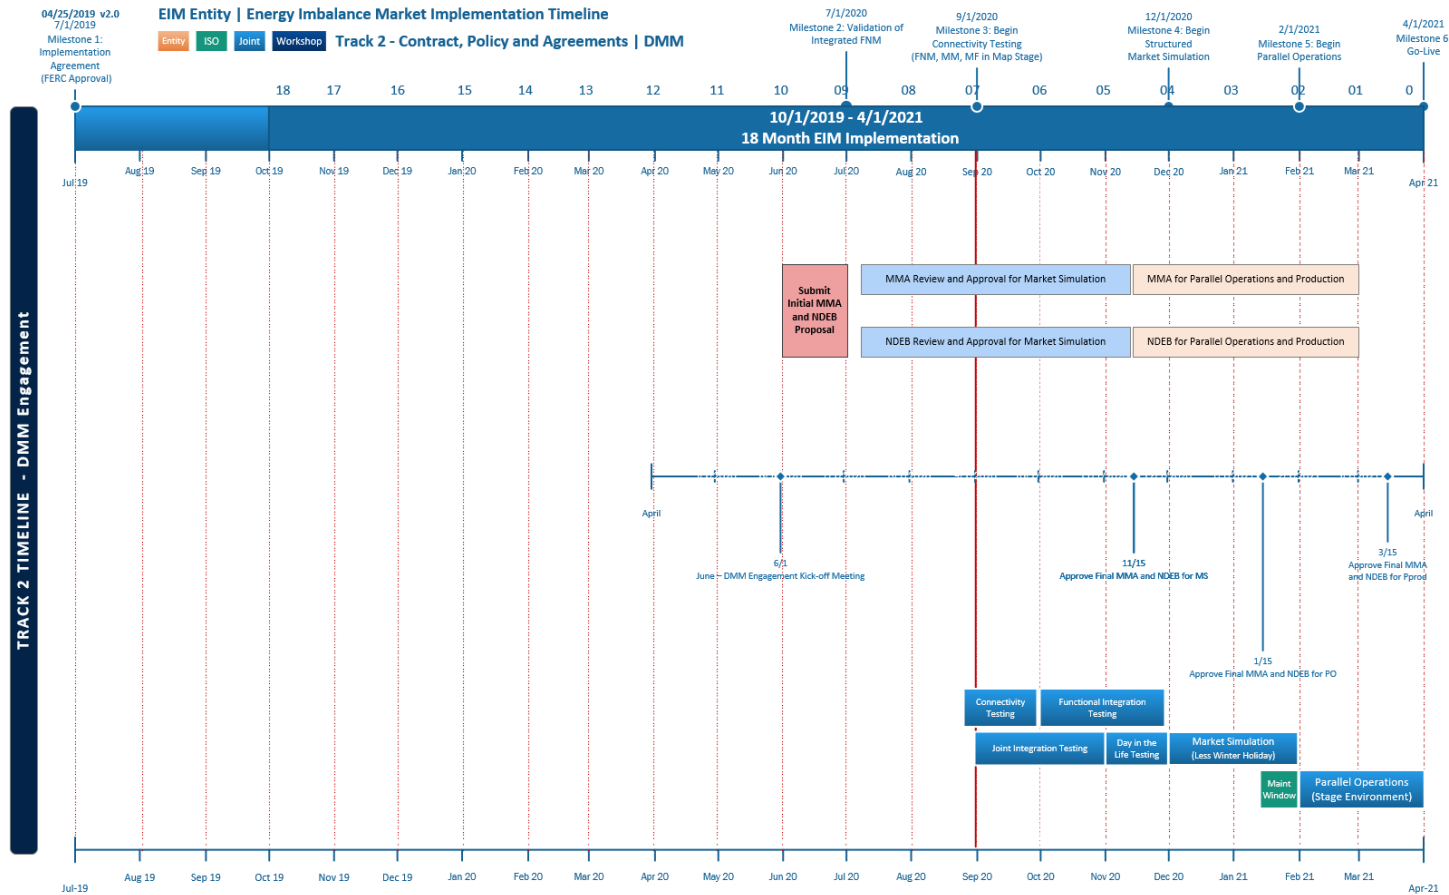 04/25/2019 v2.0
7/1/2019
Milestone 1:
Implementation
Agreement
(FERC Approval)
EIM Entity | Energy Imbalance Market Implementation Timeline
Entity
ISO
Joint
Workshop
Track 2 - Contract, Policy and Agreements | DMM
7/1/2020
Milestone 2: Validation of
Integrated FNM
9/1/2020
Milestone 3: Begin
Connectivity Testing
(FNM, MM, MF in Map Stage)
12/1/2020
Milestone 4: Begin
Structured
Market Simulation
2/1/2021
Milestone 5: Begin
Parallel Operations
4/1/2021
Milestone 6
Go-Live
18 17 16 15 14 13 12 11 10 09 08 07 06 05 04 03 02 01 0
10/1/2019 - 4/1/2021
18 Month EIM Implementation
Jul 19 Aug 19 Sep 19 Oct 19 Nov 19 Dec 19 Jan 20 Feb 20 Mar 20 Apr 20 May 20 Jun 20 Jul 20 Aug 20 Sep 20 Oct 20 Nov 20 Dec 20 Jan 21 Feb 21 Mar 21 Apr 21
TRACK 2 TIMELINE - DMM Engagement
Submit
Initial MMA
and NDEB
Proposal
MMA Review and Approval for Market Simulation
MMA for Parallel Operations and Production
NDEB Review and Approval for Market Simulation
NDEB for Parallel Operations and Production
April
April
6/1
June – DMM Engagement Kick-off Meeting
11/15
Approve Final MMA and NDEB for MS
3/15
Approve Final MMA
and NDEB for Pprod
1/15
Approve Final MMA and NDEB for PO
Connectivity
Testing
Functional Integration
Testing
Joint Integration Testing
Day in the
Life Testing
Market Simulation
(Less Winter Holiday)
Maint
Window
Parallel Operations
(Stage Environment)
Jul-19 Aug 19 Sep 19 Oct 19 Nov 19 Dec 19 Jan 20 Feb 20 Mar 20 Apr 20 May 20 Jun 20 Jul 20 Aug 20 Sep 20 Oct 20 Nov 20 Dec 20 Jan 21 Feb 21 Mar 21 Apr-21